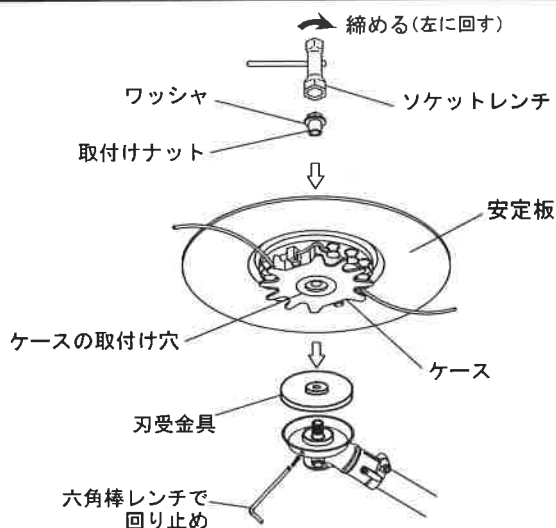 締める(左に回す)
ワッシャ
ソケットレンチ
取付けナット
安定板
ケースの取付け穴
ケース
刃受金具
六角棒レンチで
回り止め